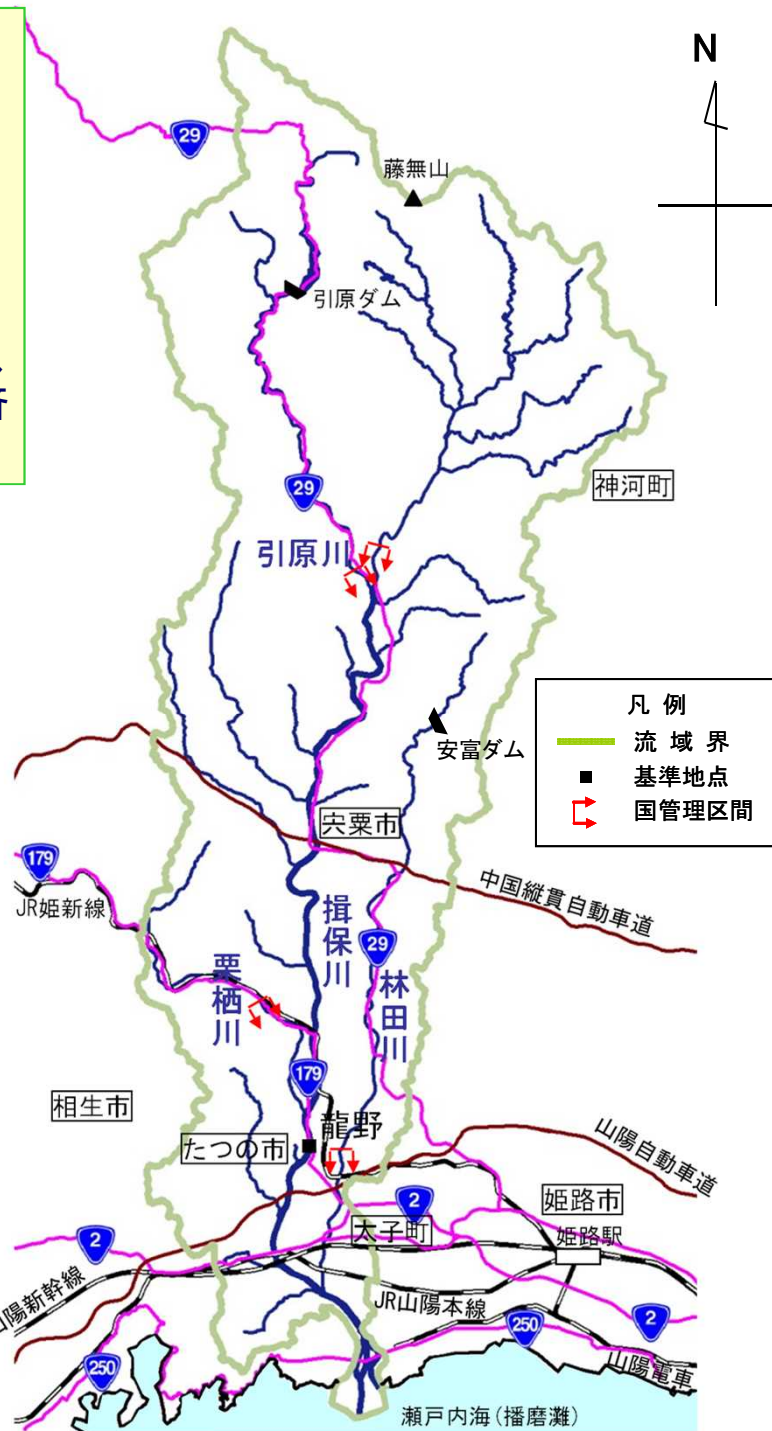 N
29
藤無山
引原ダム
29
神河町
引原川
安富ダム
凡 例
流 域 界
基準地点
国管理区間
宍粟市
179
JR姫新線
中国縦貫自動車道
揖保川
29
栗栖川
林田川
179
相生市
龍野
たつの市
山陽自動車道
2
姫路市
太子町
姫路駅
2
山陽新幹線
JR山陽本線
2
250
250
山陽電車
瀬戸内海(播磨灘)